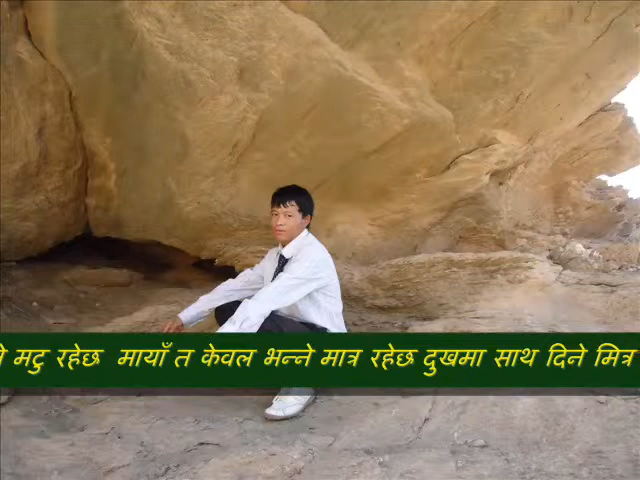 मटु रहेछ मायाँ त केवल भन्ने मात्र रहेछ दुखमा साथ दिने मित्र